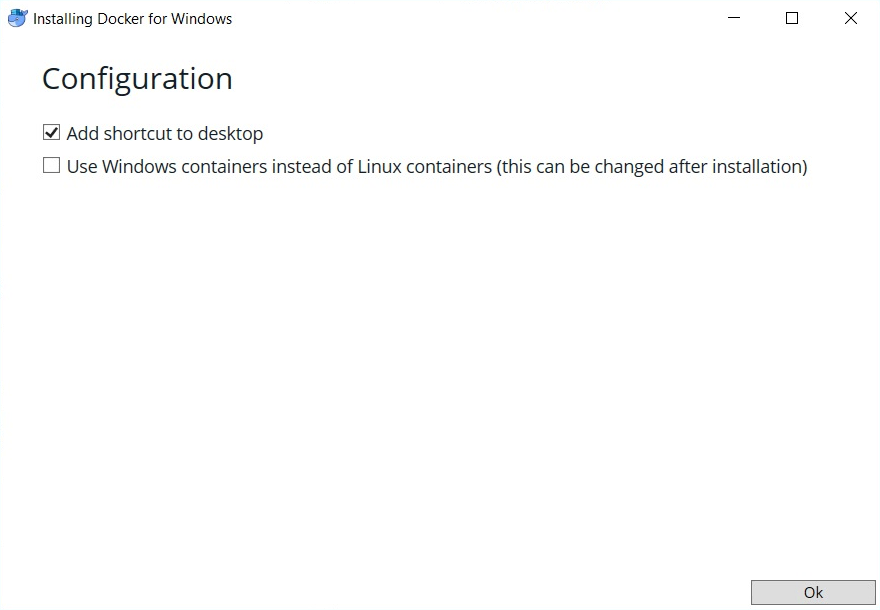 Installing Docker for Windows
Configuration
Add shortcut to desktop
Use Windows containers instead of Linux containers (this can be changed after installation)
Ok